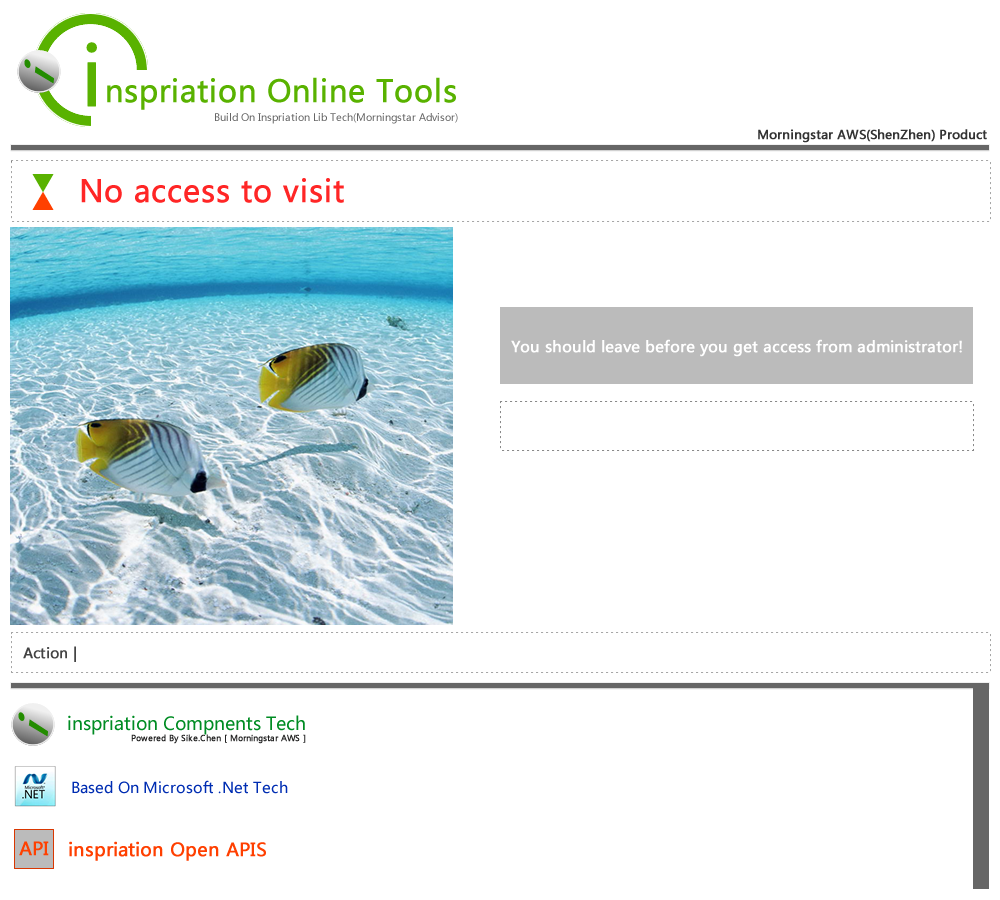 inspriation Online Tools
Build On Inspriation Lib Tech(Morningstar Advisor)
Morningstar AWS(ShenZhen) Product
No access to visit
You should leave before you get access from administrator!
Action |
inspriation Compnents Tech
Powered By Sike.Chen [ Morningstar AWS ]
Microsoft
.NET
Based On Microsoft .Net Tech
API
inspriation Open APIS